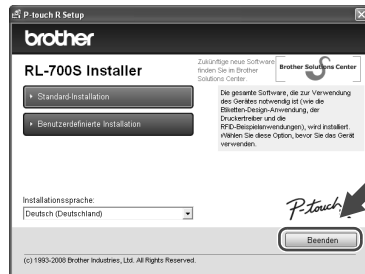 P-touch R Setup
brother
RL-700S Installer
Zukünftige neue Software
finden Sie im Brother
Solutions Center.
Brother Solutions Center
Standard-Installation
Benutzerdefinierte Installation
Die gesamte Software, die zur Verwendung
des Gerätes notwendig ist (wie die
Etiketten-Design-Anwendung, der
Druckertreiber und die
RFID-Beispielanwendungen), wird installiert.
Wählen Sie diese Option, bevor Sie das Gerät
verwenden.
Installationssprache:
Deutsch (Deutschland)
P-touch
Beenden
(c) 1993-2008 Brother Industries, Ltd. All Rights Reserved.